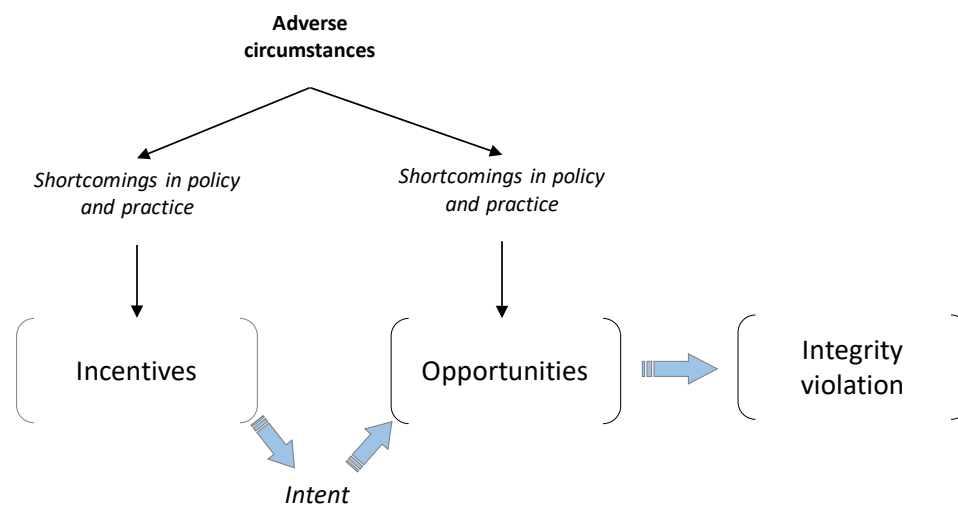 Adverse
circumstances
Shortcomings in policy
and practice
Shortcomings in policy
and practice
Incentives
Opportunities
Integrity
violation
Intent